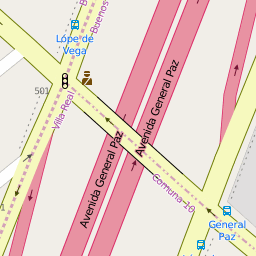 Buenos
Lope de
Vega
501
Villa Real
Avenida General Paz
Avenida General Paz
Comuna 10
General
Paz